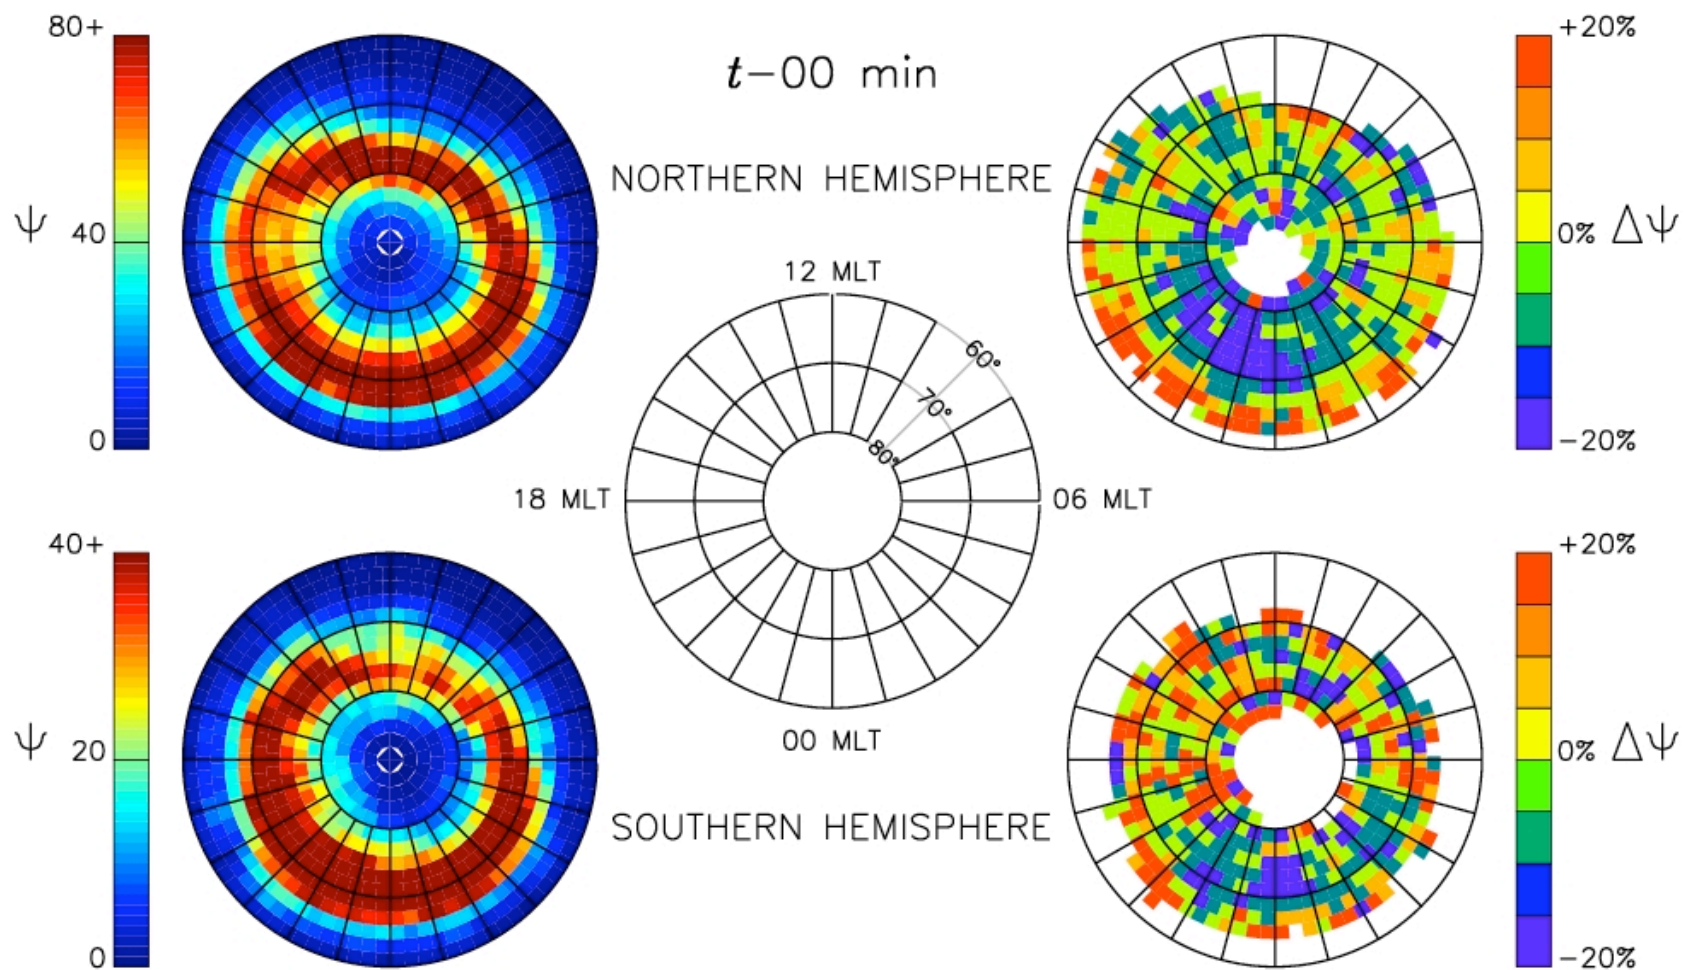 80+
+20%
t−00 min
NORTHERN HEMISPHERE
ψ
40
0% Δψ
12 MLT
60°
70°
80°
0
−20%
18 MLT
06 MLT
40+
+20%
00 MLT
ψ
20
0% Δψ
SOUTHERN HEMISPHERE
0
−20%